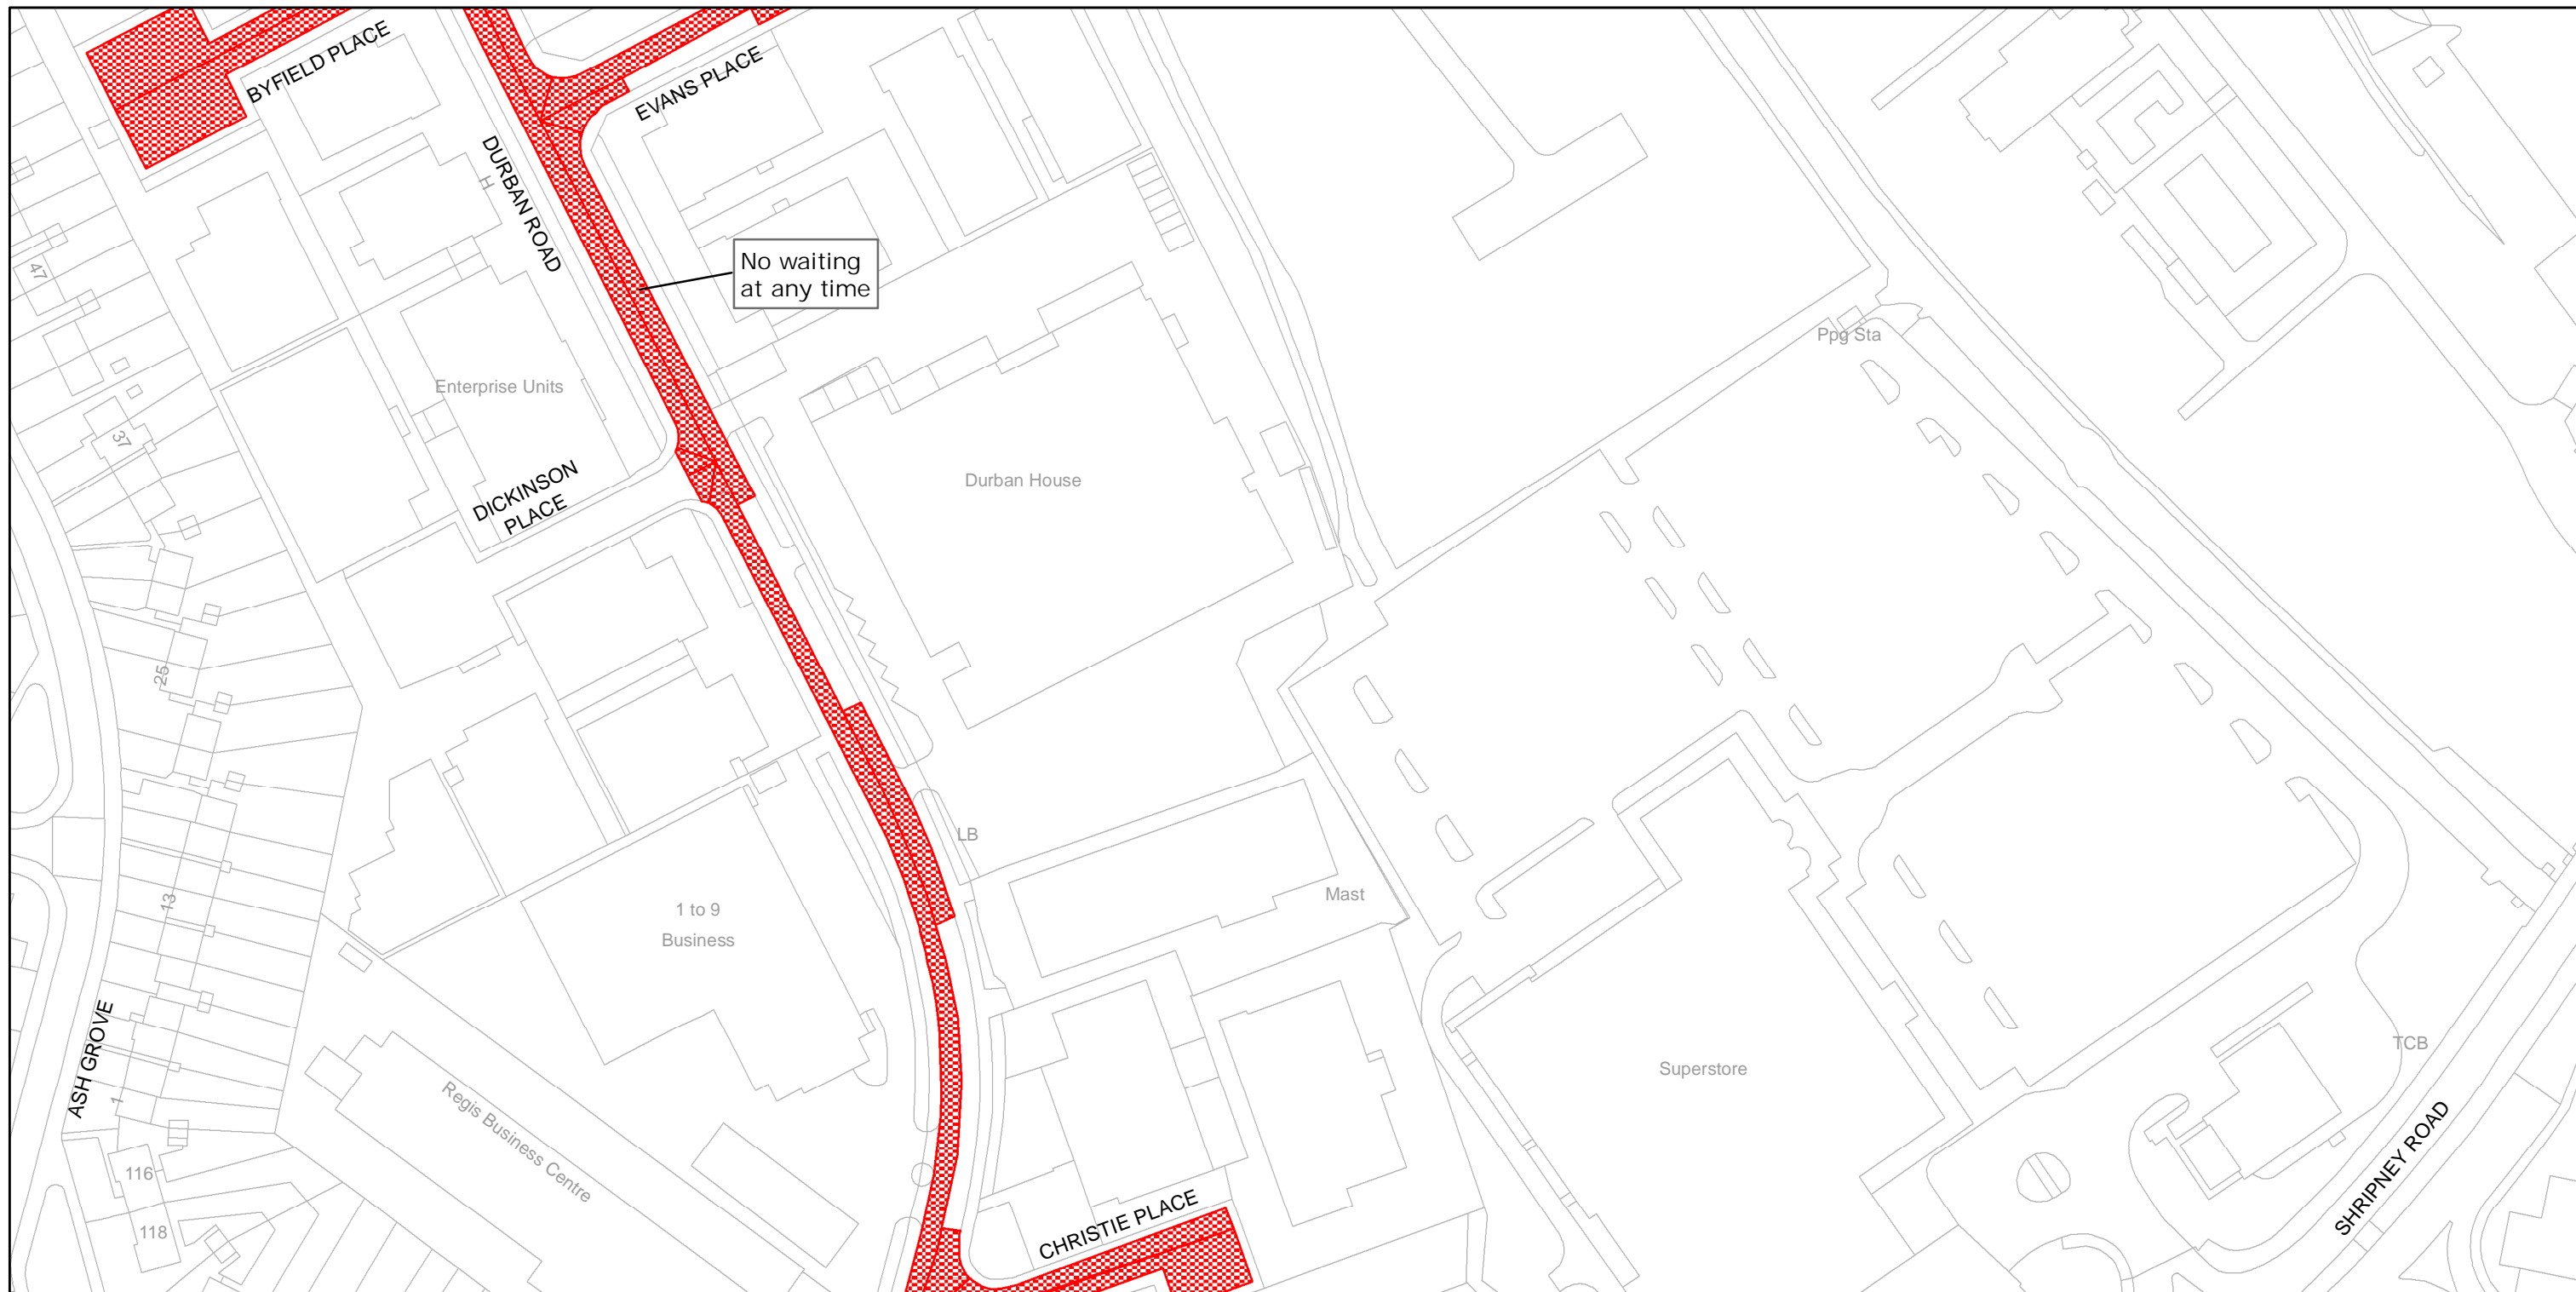 BYFIELD PLACE
EVANS PLACE
DURBAN ROAD
H
No waiting
at any time
47
Ppg Sta
Enterprise Units
37
DICKINSON
PLACE
Durban House
25
LB
13
1 to 9
Business
Mast
ASH GROVE
1
Regis Business Centre
Superstore
TCB
SHRIPNEY ROAD
116
118
CHRISTIE PLACE